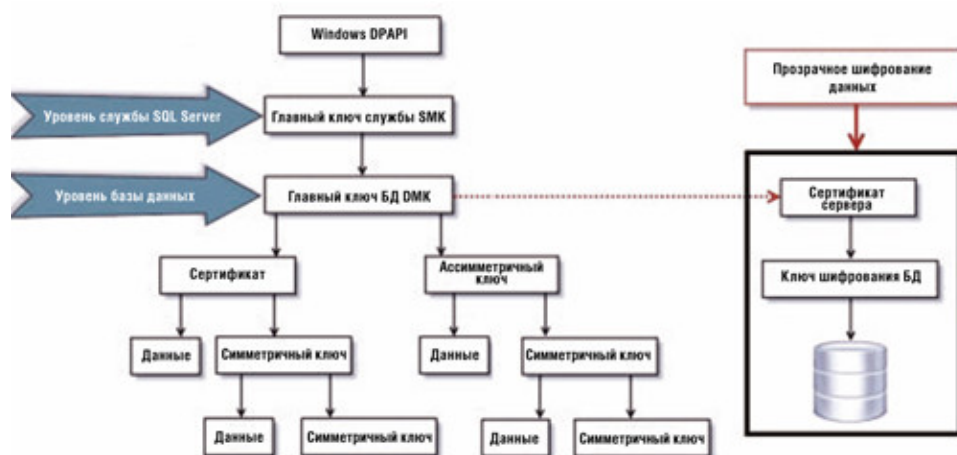 Windows DPAPI
Прозрачное шифрование
данных
Уровень службы SQL Server
Главный ключ службы SMK
Уровень базы данных
Главный ключ БД DMK
Сертификат
сервера
Сертификат
Ассимметричный
ключ
Ключ шифрования БД
Данные
Симметричный ключ
Данные
Симметричный ключ
Данные
Симметричный ключ
Данные
Симметричный ключ